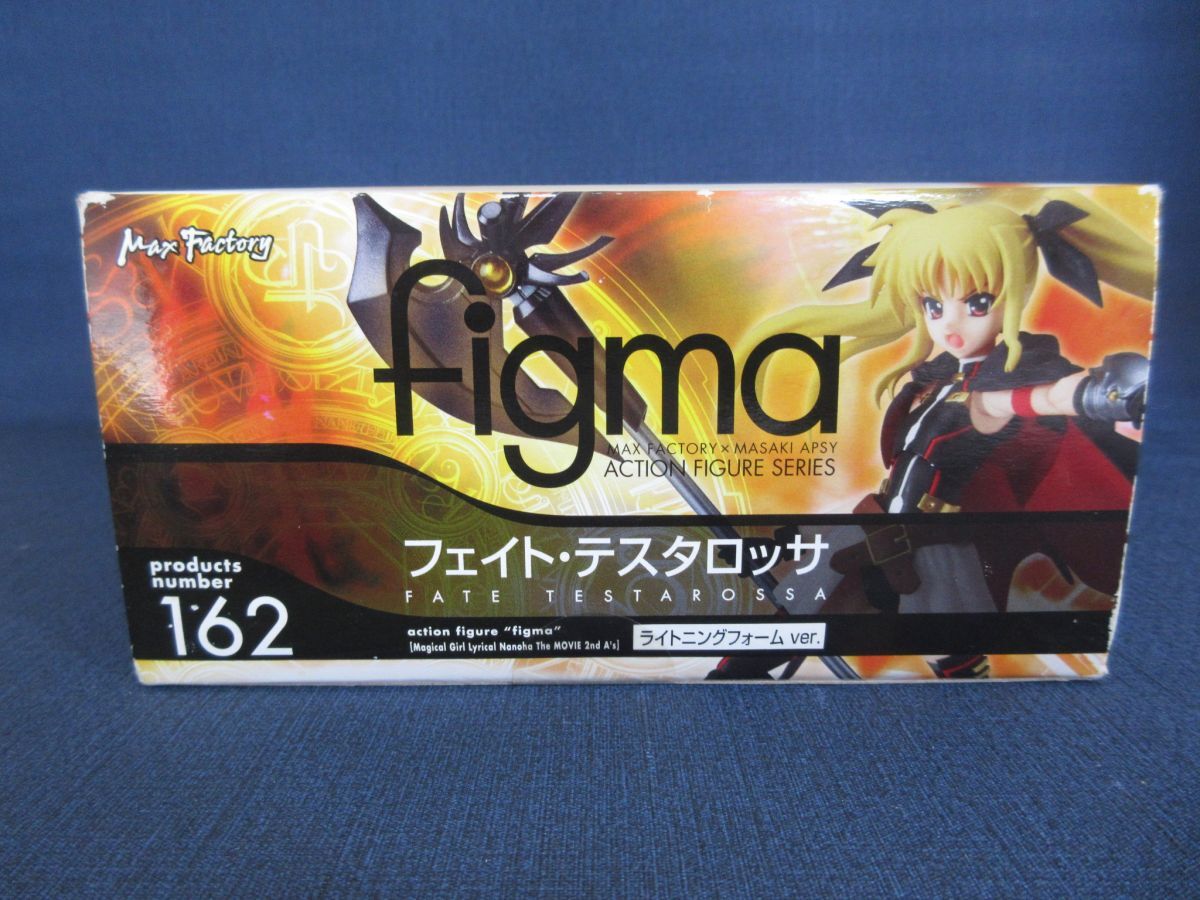 Max Factory
figma
MAX FACTORY × MASAKI APSY
ACTION FIGURE SERIES
フェイト・テスタロッサ
FATE TESTAROSSA
products
number
162
action figure "figma"
[Magical Girl Lyrical Nanoha The MOVIE 2nd A's]
ライトニングフォーム ver.